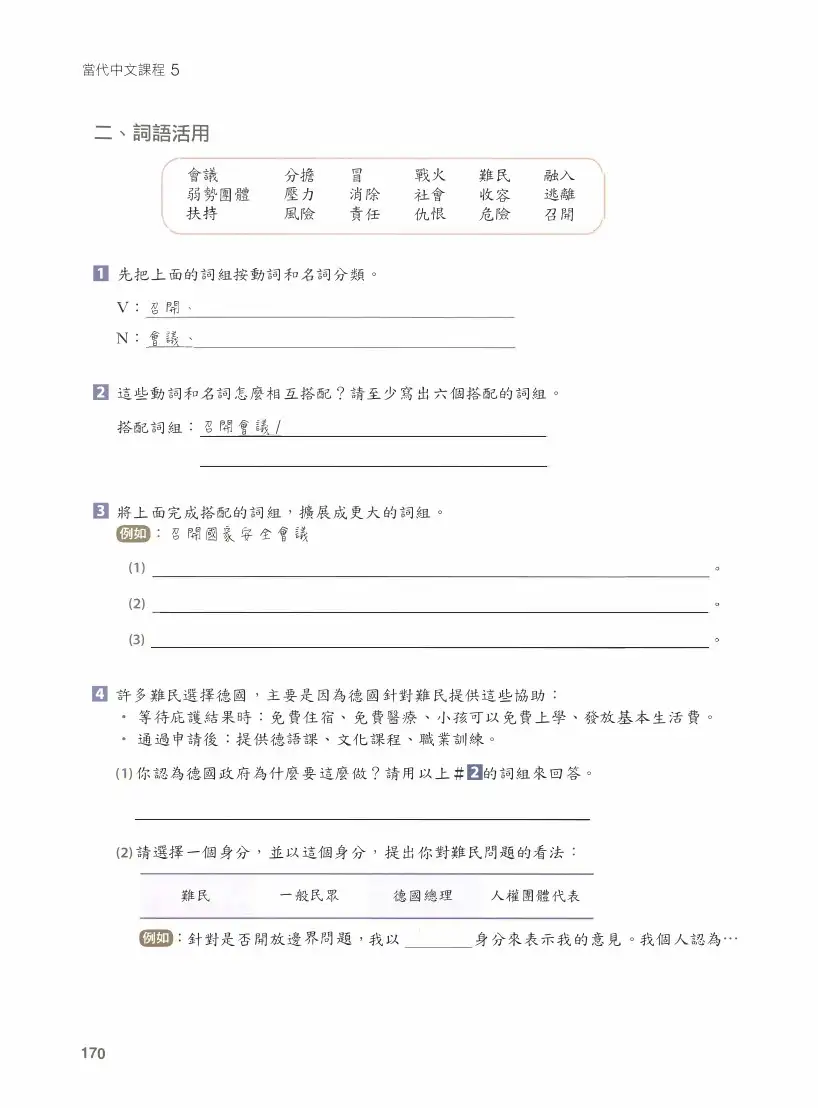 當代中文課程 5
二、詞語活用
會議 分擔 冒 戰火 難民 融入
弱勢團體 壓力 消除 社會 收容 逃離
扶持 風險 責任 仇恨 危險 召開
1 先把上面的詞組按動詞和名詞分類。
V：召開、
N：會議、
2 這些動詞和名詞怎麼相互搭配？請至少寫出六個搭配的詞組。
搭配詞組：召開會議/
3 將上面完成搭配的詞組，擴展成更大的詞組。
例如：召開國家安全會議
(1) 。
(2) 。
(3) 。
4 許多難民選擇德國，主要是因為德國針對難民提供這些協助：
• 等待庇護結果時：免費住宿、免費醫療、小孩可以免費上學、發放基本生活費。
• 通過申請後：提供德語課、文化課程、職業訓練。
(1)你認為德國政府為什麼要這麼做？請用以上#2的詞組來回答。
(2)請選擇一個身分，並以這個身分，提出你對難民問題的看法：
難民 一般民眾 德國總理 人權團體代表
例如：針對是否開放邊界問題，我以______身分來表示我的意見。我個人認為…
170